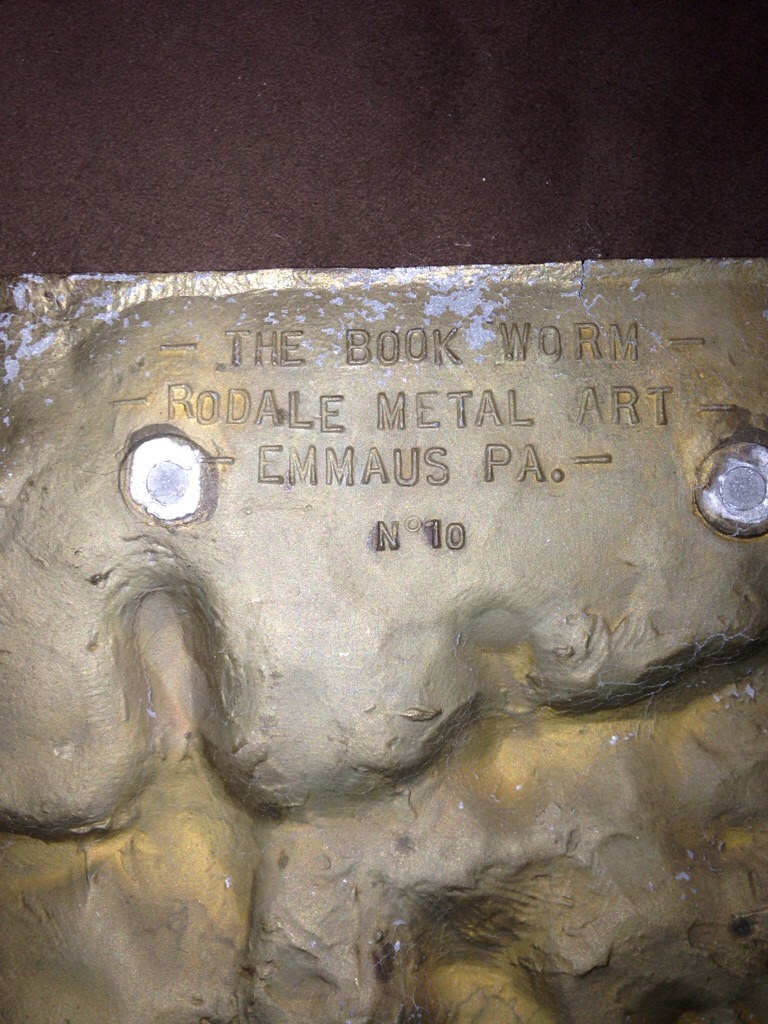 — THE BOOK WORM —
— RODALE METAL ART —
— EMMAUS PA. —
N° 10